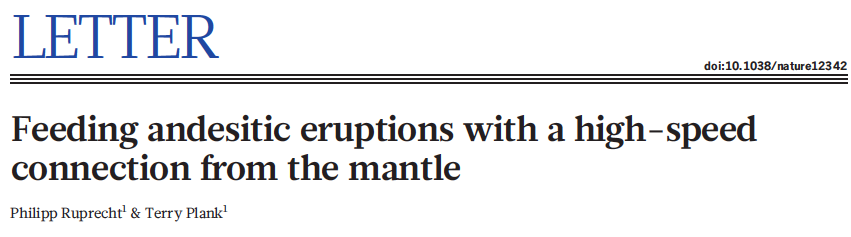 LETTER
doi:10.1038/nature12342
Feeding andesitic eruptions with a high-speed
connection from the mantle
Philipp Ruprecht¹ & Terry Plank¹